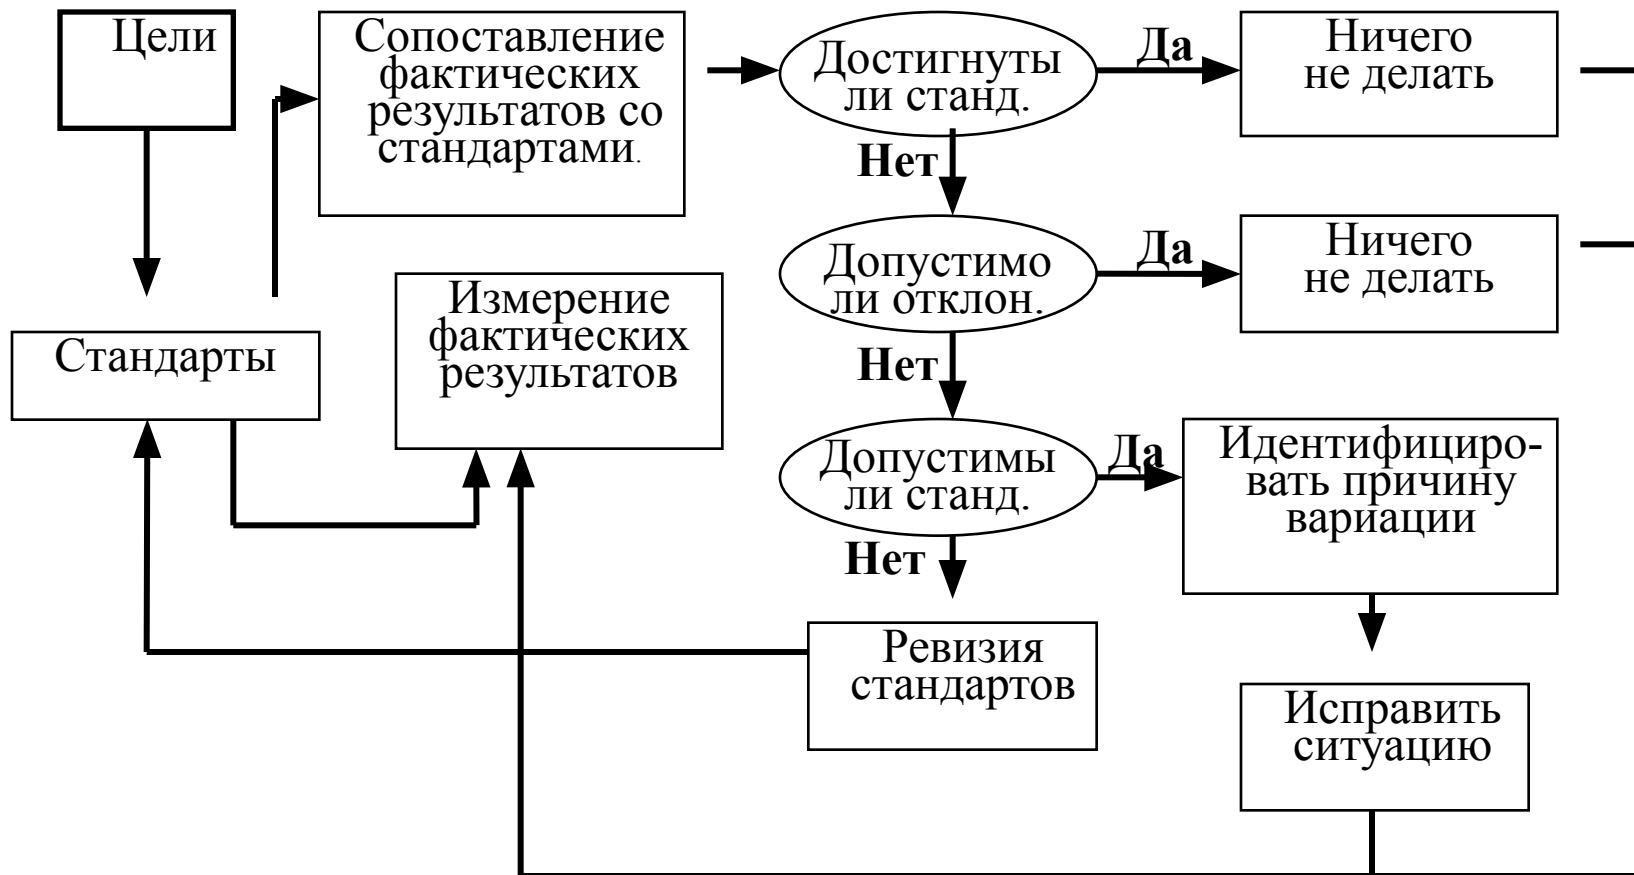 Цели
Сопоставление
фактических
результатов со
стандартами.
Достигнуты
ли станд.
Да
Ничего
не делать
Нет
Стандарты
Измерение
фактических
результатов
Допустимо
ли отклон.
Да
Ничего
не делать
Нет
Допустимы
ли станд.
Да
Идентифициро-
вать причину
вариации
Нет
Ревизия
стандартов
Исправить
ситуацию